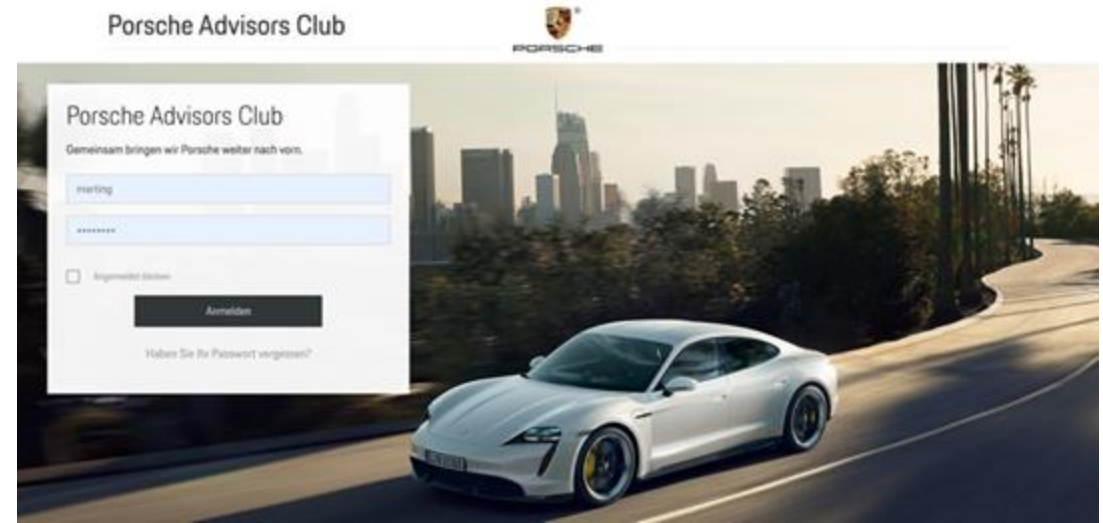 Porsche Advisors Club
PORSCHE
Porsche Advisors Club
Gemeinsam bringen wir Porsche weiter nach vorn.
marting
••••••••
Angemeldet bleiben
Anmelden
Haben Sie Ihr Passwort vergessen?